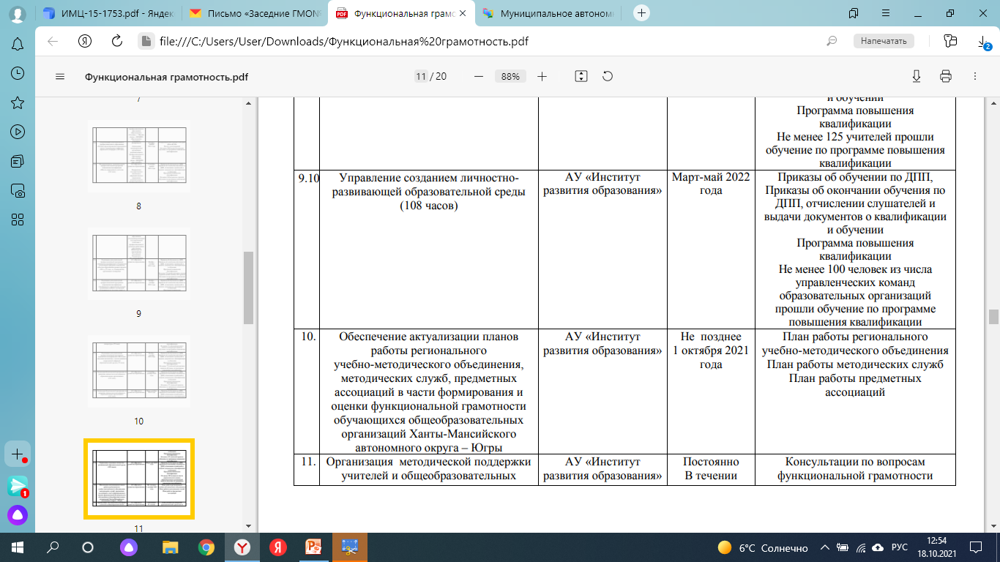 ИМЦ-15-1753.pdf - Яндек
Письмо «Заседние ГМО
Функциональная грамо
Муниципальное автоном
file:///C:/Users/User/Downloads/Функциональная%20грамотность.pdf
Напечатать
2
Функциональная грамотность.pdf
11 / 20
88%
7
8
9
10
11
и обучении
Программа повышения
квалификации
Не менее 125 учителей прошли
обучение по программе повышения
квалификации
9.10
Управление созданием личностно-
развивающей образовательной среды
(108 часов)
АУ «Институт
развития образования»
Март-май 2022
года
Приказы об обучении по ДПП,
Приказы об окончании обучения по
ДПП, отчислении слушателей и
выдачи документов о квалификации
и обучении
Программа повышения
квалификации
Не менее 100 человек из числа
управленческих команд
образовательных организаций
прошли обучение по программе
повышения квалификации
10.
Обеспечение актуализации планов
работы регионального
учебно-методического объединения,
методических служб, предметных
ассоциаций в части формирования и
оценки функциональной грамотности
обучающихся общеобразовательных
организаций Ханты-Мансийского
автономного округа – Югры
АУ «Институт
развития образования»
Не позднее
1 октября 2021
года
План работы регионального
учебно-методического объединения
План работы методических служб
План работы предметных
ассоциаций
11.
Организация методической поддержки
учителей и общеобразовательных
АУ «Институт
развития образования»
Постоянно
В течении
Консультации по вопросам
функциональной грамотности
1
6°C Солнечно
РУС
12:54
18.10.2021